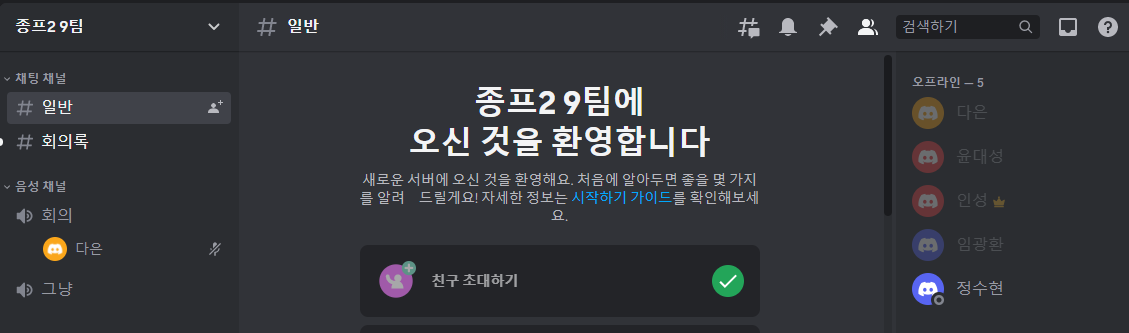 종프2 9팀
일반
검색하기
채팅 채널
일반
회의록
음성 채널
회의
다은
그냥
종프2 9팀에
오신 것을 환영합니다
새로운 서버에 오신 것을 환영해요. 처음에 알아두면 좋을 몇 가지
를 알려 드릴게요! 자세한 정보는 시작하기 가이드를 확인해보세
요.
친구 초대하기
오프라인 — 5
다은
윤대성
인성
임광환
정수현